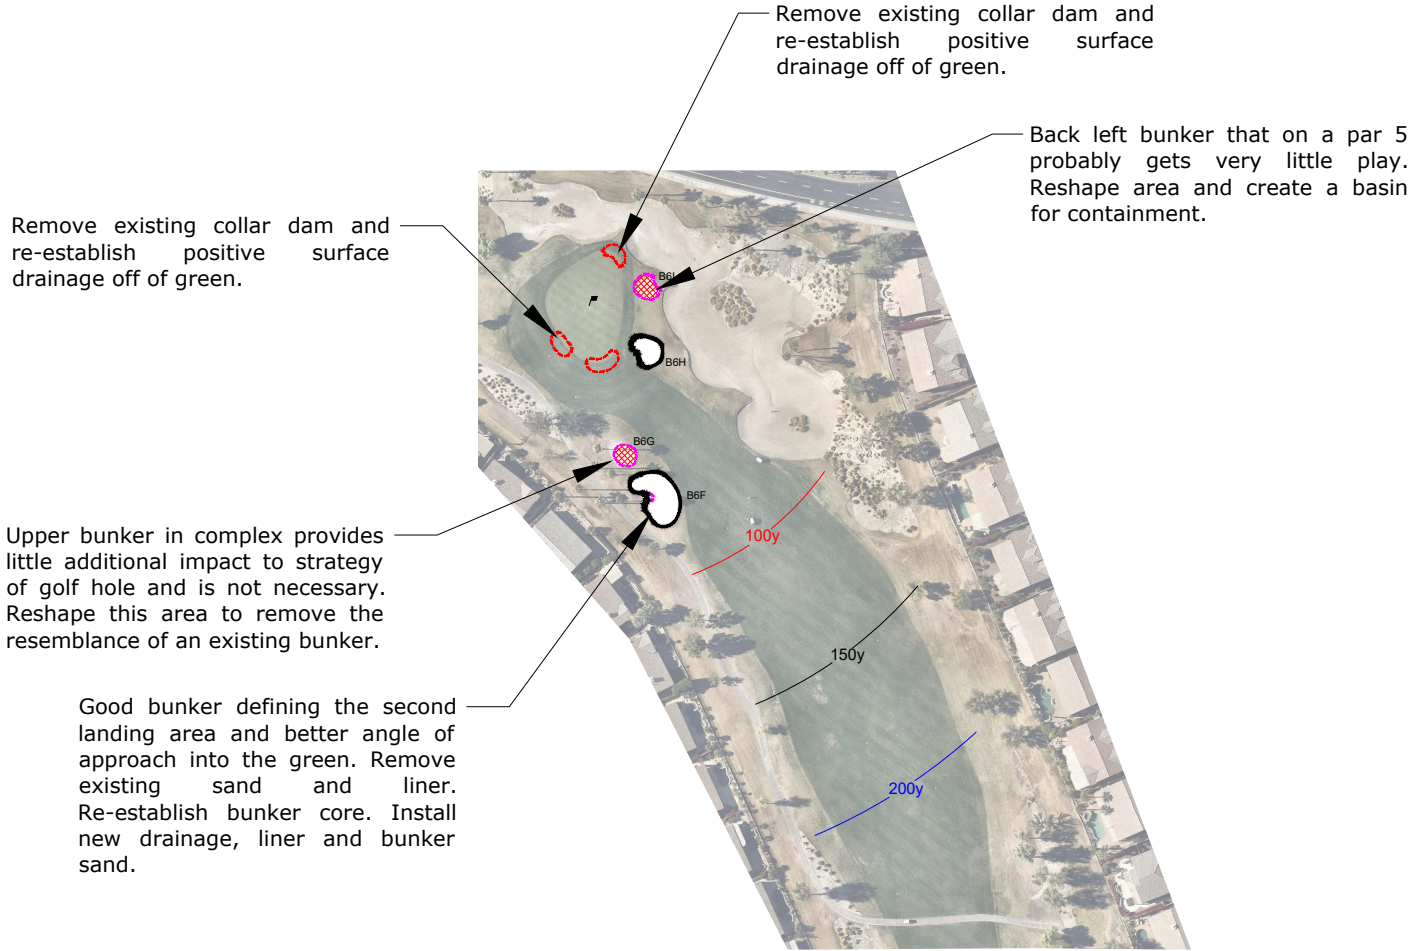 Remove existing collar dam and
re-establish positive surface
drainage off of green.
Back left bunker that on a par 5
probably gets very little play.
Reshape area and create a basin
for containment.
Remove existing collar dam and
re-establish positive surface
drainage off of green.
B6H
B6G
B6F
100y
Upper bunker in complex provides
little additional impact to strategy
of golf hole and is not necessary.
Reshape this area to remove the
resemblance of an existing bunker.
150y
Good bunker defining the second
landing area and better angle of
approach into the green. Remove
existing sand and liner.
Re-establish bunker core. Install
new drainage, liner and bunker
sand.
200y